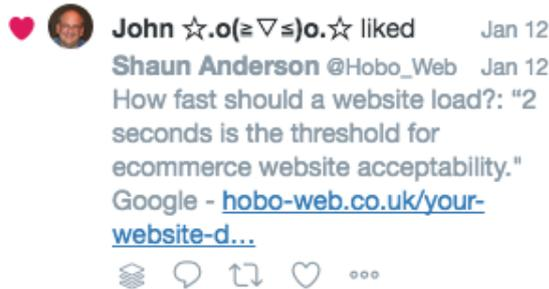 John ☆.o(≧▽≦)o.☆ liked Jan 12
Shaun Anderson @Hobo_Web Jan 12
How fast should a website load?: “2
seconds is the threshold for
ecommerce website acceptability."
Google - hobo-web.co.uk/your-
website-d...